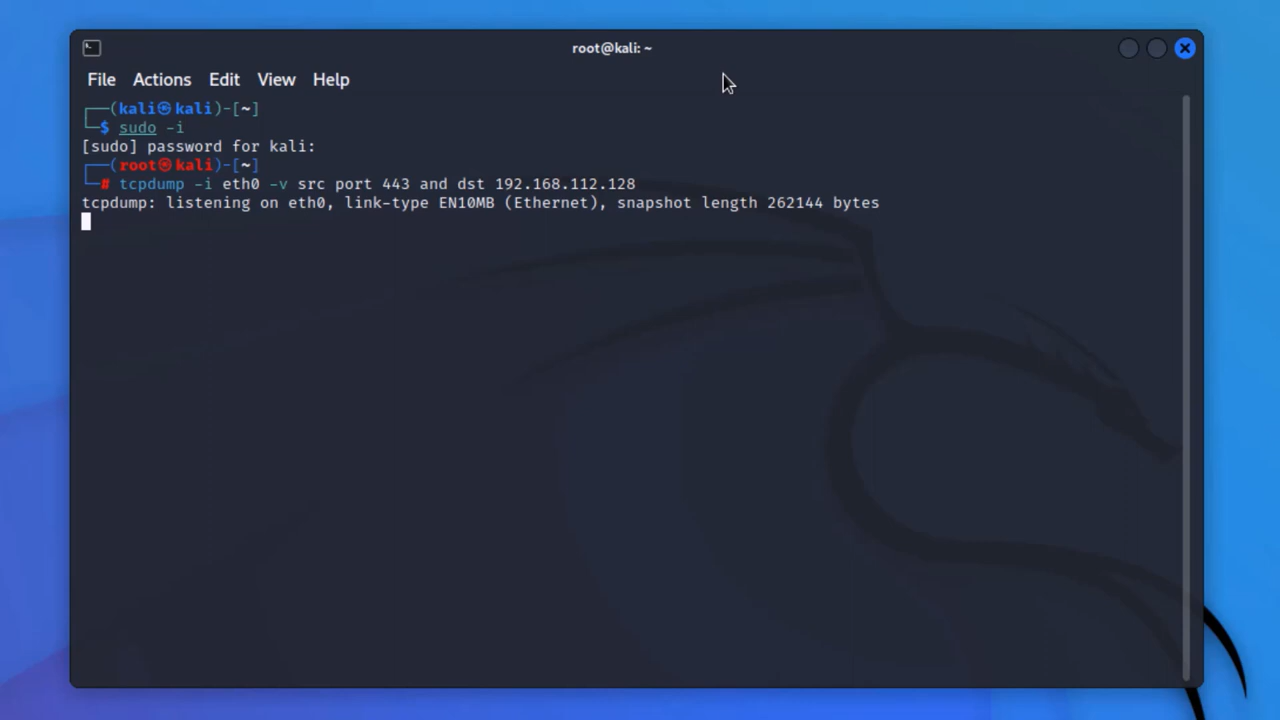 root@kali: ~
File Actions Edit View Help
┌──(kali㉿kali)-[~]
└─$ sudo -i
[sudo] password for kali:
┌──(root㉿kali)-[~]
└─# tcpdump -i eth0 -v src port 443 and dst 192.168.112.128
tcpdump: listening on eth0, link-type EN10MB (Ethernet), snapshot length 262144 bytes